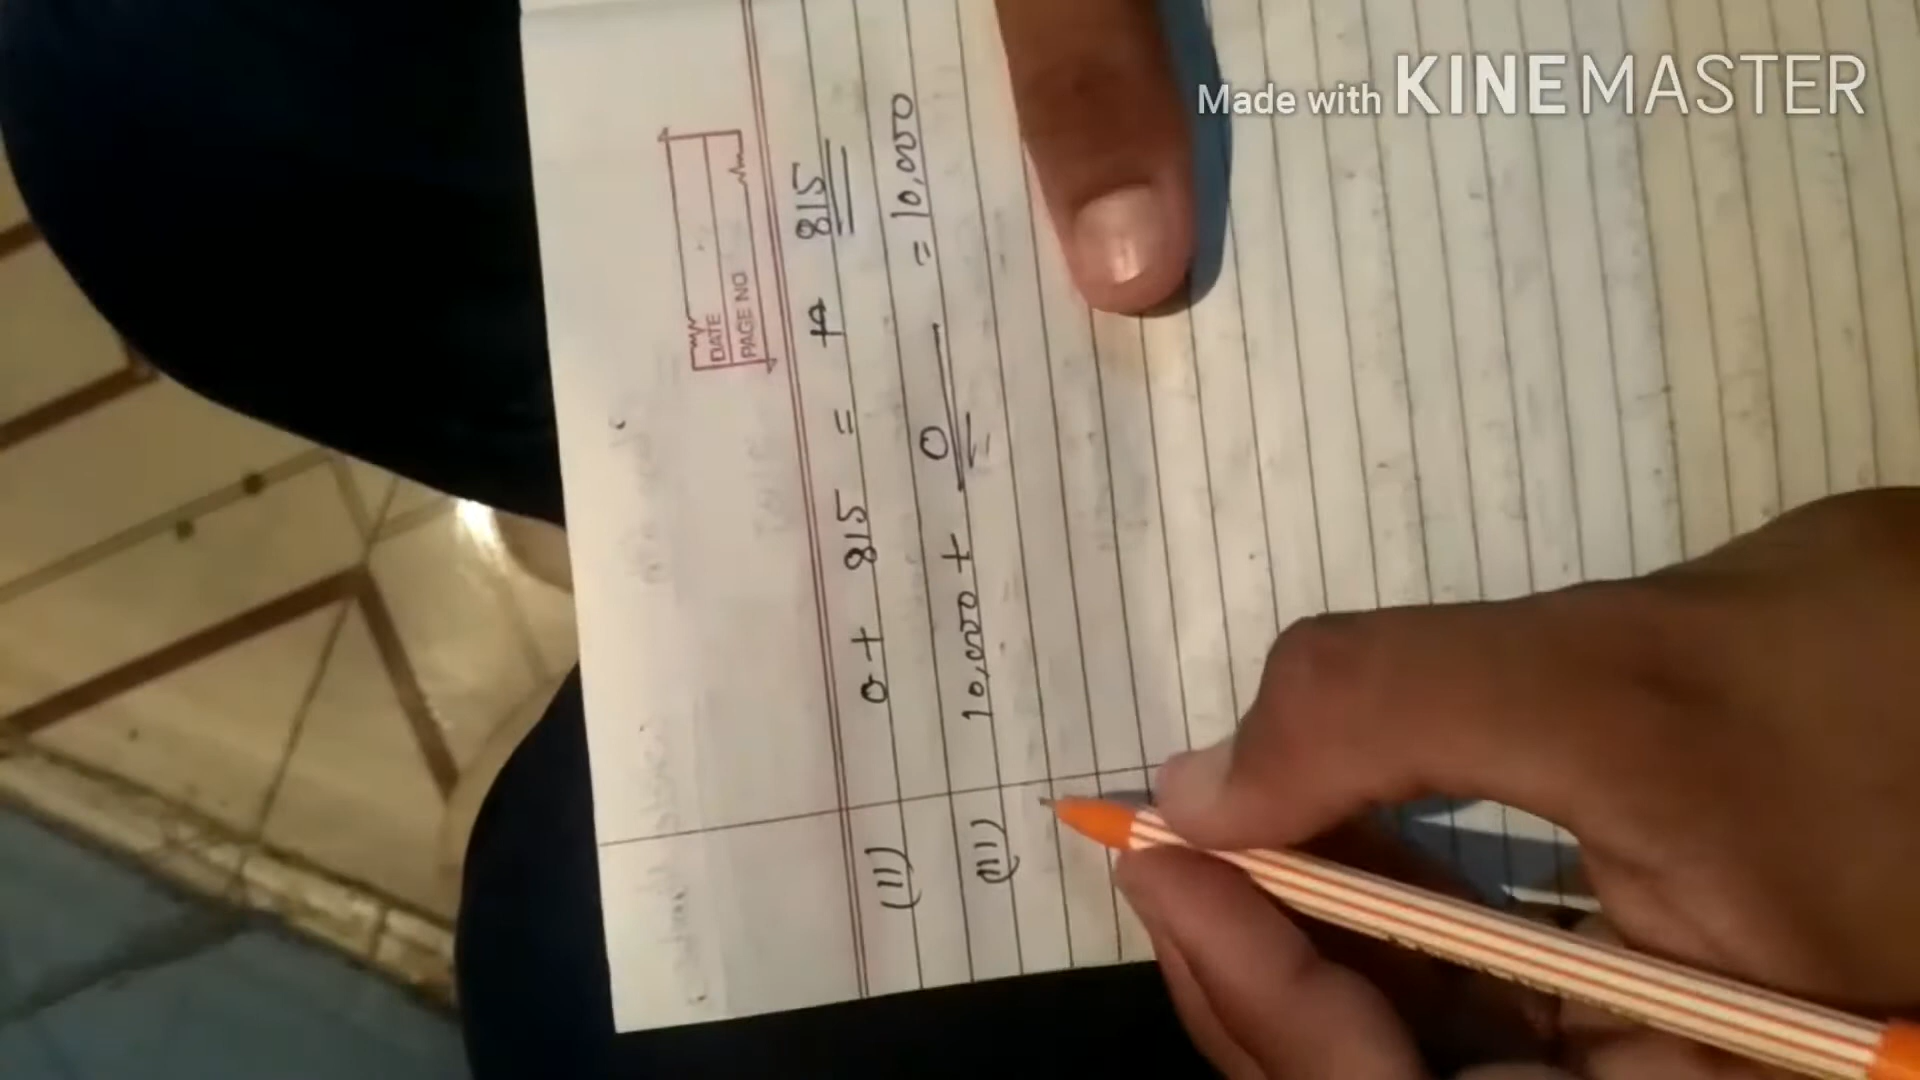 Made with KINEMASTER
DATE
PAGE NO
(II) 0 + 815 = 815
(III) 10,000 + 0 = 10,000